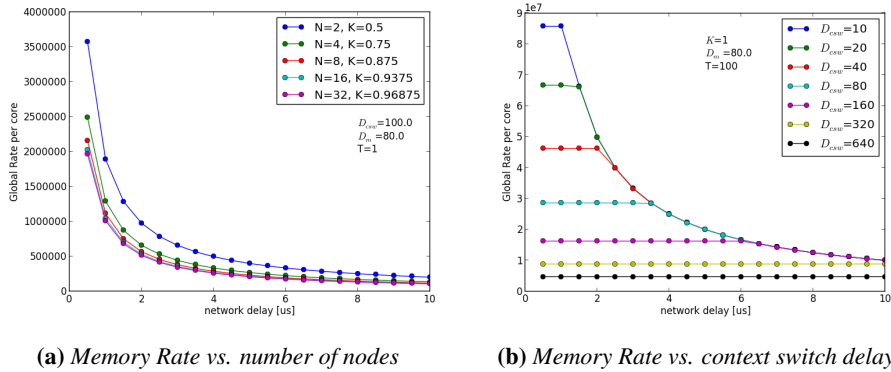 4000000
3500000
3000000
2500000
2000000
1500000
1000000
500000
0
0 2 4 6 8 10
Global Rate per core
network delay [us]
N=2, K=0.5
N=4, K=0.75
N=8, K=0.875
N=16, K=0.9375
N=32, K=0.96875
D_csw=100.0
D_m=80.0
T=1
(a) Memory Rate vs. number of nodes
1e7
9
8
7
6
5
4
3
2
1
0
0 2 4 6 8 10
Global Rate per core
network delay [us]
K=1
D_m=80.0
T=100
D_csw=10
D_csw=20
D_csw=40
D_csw=80
D_csw=160
D_csw=320
D_csw=640
(b) Memory Rate vs. context switch delay